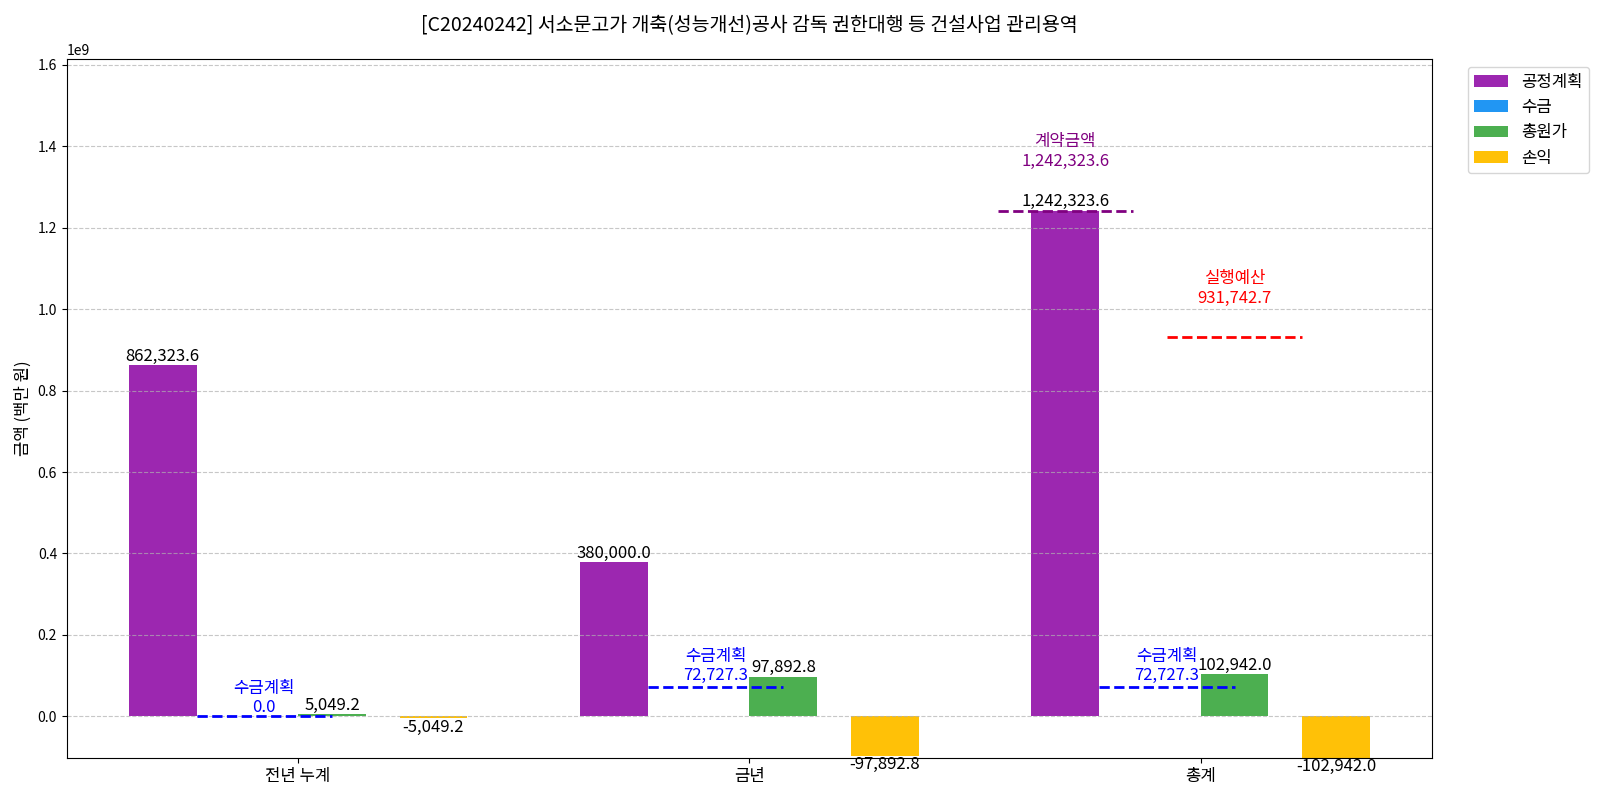 [C20240242] 서소문고가 개축(성능개선)공사 감독 권한대행 등 건설사업 관리용역
1e9
금액 (백만 원)
1.6
1.4
1.2
1.0
0.8
0.6
0.4
0.2
0.0
공정계획
수금
총원가
손익
862,323.6
수금계획
0.0
5,049.2
-5,049.2
380,000.0
수금계획
72,727.3
97,892.8
-97,892.8
계약금액
1,242,323.6
1,242,323.6
실행예산
931,742.7
수금계획
72,727.3
102,942.0
-102,942.0
전년 누계
금년
총계